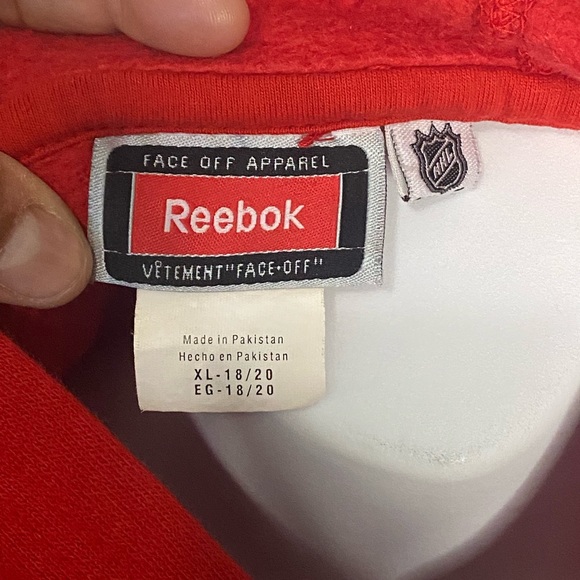 FACE OFF APPAREL
Reebok
VÊTEMENT "FACE•OFF"
NHL
Made in Pakistan
Hecho en Pakistan
XL-18/20
EG-18/20